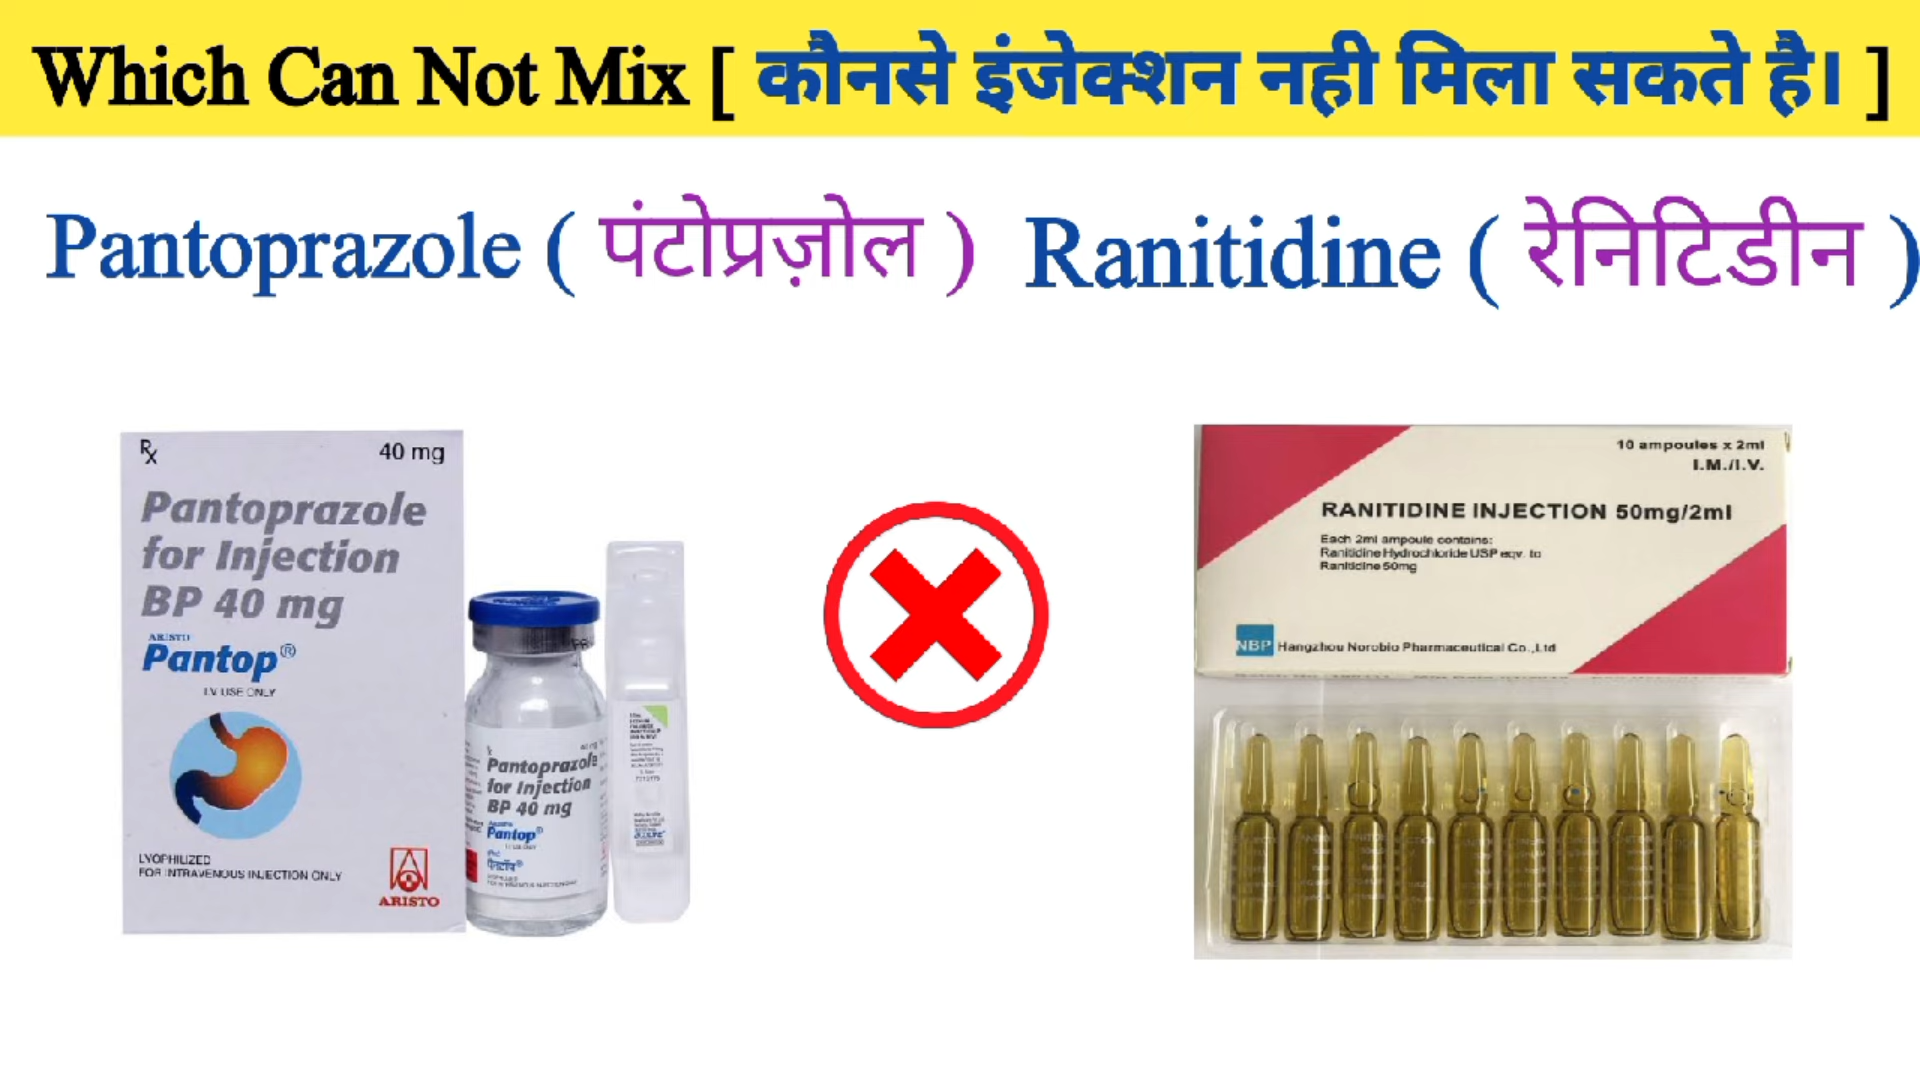 Which Can Not Mix [ कौनसे इंजेक्शन नही मिला सकते है। ]
Pantoprazole ( पंटोप्रज़ोल ) Ranitidine ( रेनिटिडीन )
Rx 40 mg
Pantoprazole
for Injection
BP 40 mg
ARISTO
Pantop®
I.V. USE ONLY
LYOPHILIZED
FOR INTRAVENOUS INJECTION ONLY
ARISTO
Pantoprazole
for Injection
BP 40 mg
Pantop®
10 ampoules x 2ml
I.M./I.V.
RANITIDINE INJECTION 50mg/2ml
Each 2ml ampoule contains:
Ranitidine Hydrochloride USP eqv. to
Ranitidine 50mg
NBP Hangzhou Norobio Pharmaceutical Co.,Ltd